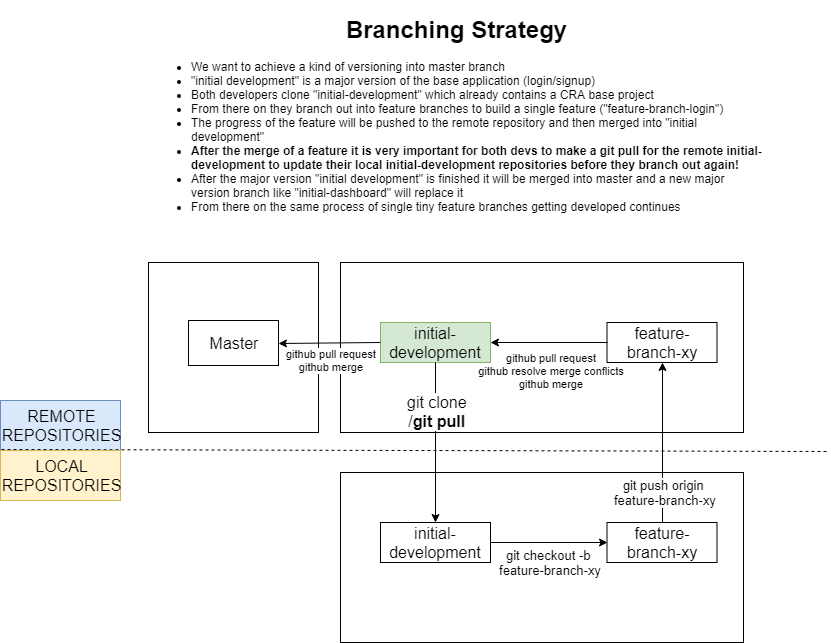 Branching Strategy
We want to achieve a kind of versioning into master branch
"initial development" is a major version of the base application (login/signup)
Both developers clone "initial-development" which already contains a CRA base project
From there on they branch out into feature branches to build a single feature ("feature-branch-login")
The progress of the feature will be pushed to the remote repository and then merged into "initial
development"
After the merge of a feature it is very important for both devs to make a git pull for the remote initial-
development to update their local initial-development repositories before they branch out again!
After the major version "initial development" is finished it will be merged into master and a new major
version branch like "initial-dashboard" will replace it
From there on the same process of single tiny feature branches getting developed continues
Master
github pull request
github merge
initial-
development
github pull request
github resolve merge conflicts
github merge
feature-
branch-xy
git clone
/git pull
REMOTE
REPOSITORIES
LOCAL
REPOSITORIES
git push origin
feature-branch-xy
initial-
development
git checkout -b
feature-branch-xy
feature-
branch-xy